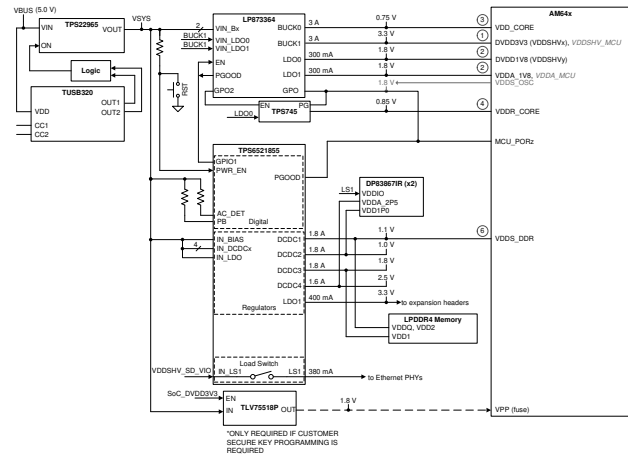 VBUS (5.0 V)
TPS22965
VIN
VOUT
ON
VSYS
Logic
TUSB320
OUT1
OUT2
VDD
CC1
CC2
RST
LP873364
2
VIN_Bx
BUCK1
VIN_LDO0
BUCK1
VIN_LDO1
EN
PGOOD
GPO2
BUCK0
BUCK1
LDO0
LDO1
GPO
3 A
3 A
300 mA
300 mA
0.75 V
3.3 V
1.8 V
1.8 V
1.8 V
EN
PG
TPS745
LDO0
0.85 V
AM64x
3
VDD_CORE
1
DVDD3V3 (VDDSHVx), VDDSHV_MCU
2
DVDD1V8 (VDDSHVy)
2
VDDA_1V8, VDDA_MCU
VDDS_OSC
4
VDDR_CORE
MCU_PORz
TPS6521855
GPIO1
PWR_EN
PGOOD
AC_DET
PB
Digital
DP83867IR (x2)
LS1
VDDIO
VDDA_2P5
VDD1P0
IN_BIAS
4
IN_DCDCx
IN_LDO
DCDC1
DCDC2
DCDC3
DCDC4
LDO1
Regulators
1.8 A
1.8 A
1.8 A
1.6 A
400 mA
1.1 V
1.0 V
1.8 V
2.5 V
3.3 V
6
VDDS_DDR
to expansion headers
LPDDR4 Memory
VDDQ, VDD2
VDD1
Load Switch
VDDSHV_SD_VIO
IN_LS1
LS1
380 mA
to Ethernet PHYs
SoC_DVDD3V3
EN
IN
OUT
TLV75518P
1.8 V
VPP (fuse)
*ONLY REQUIRED IF CUSTOMER
SECURE KEY PROGRAMMING IS
REQUIRED